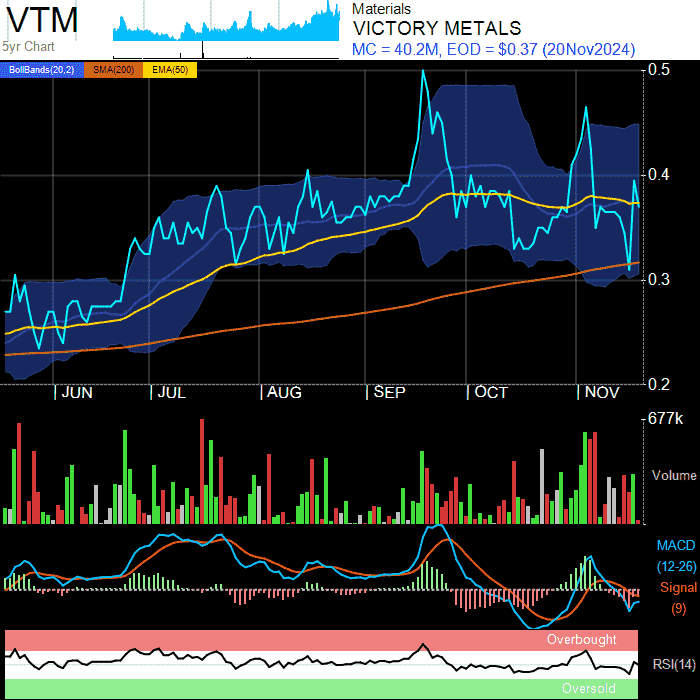 VTM
5yr Chart
Materials
VICTORY METALS
MC = 40.2M, EOD = $0.37 (20Nov2024)
BollBands(20,2) SMA(200) EMA(50)
0.5
0.4
0.3
0.2
| JUN | JUL | AUG | SEP | OCT | NOV
677k
Volume
MACD
(12-26)
Signal
(9)
Overbought
RSI(14)
Oversold